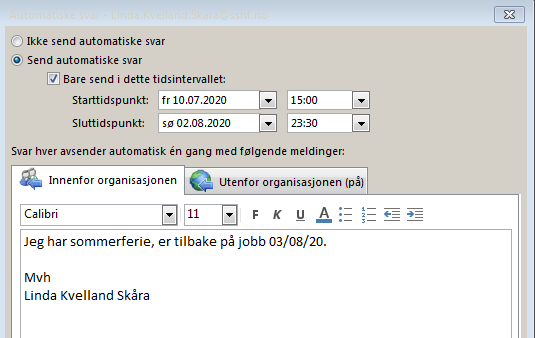 Automatiske svar - Linda.Kvelland.Skara@
Ikke send automatiske svar
Send automatiske svar
Bare send i dette tidsintervallet:
Starttidspunkt: fr 10.07.2020 15:00
Sluttidspunkt: sø 02.08.2020 23:30
Svar hver avsender automatisk én gang med følgende meldinger:
Innenfor organisasjonen Utenfor organisasjonen (på)
Calibri 11 F K U A
Jeg har sommerferie, er tilbake på jobb 03/08/20.
Mvh
Linda Kvelland Skåra